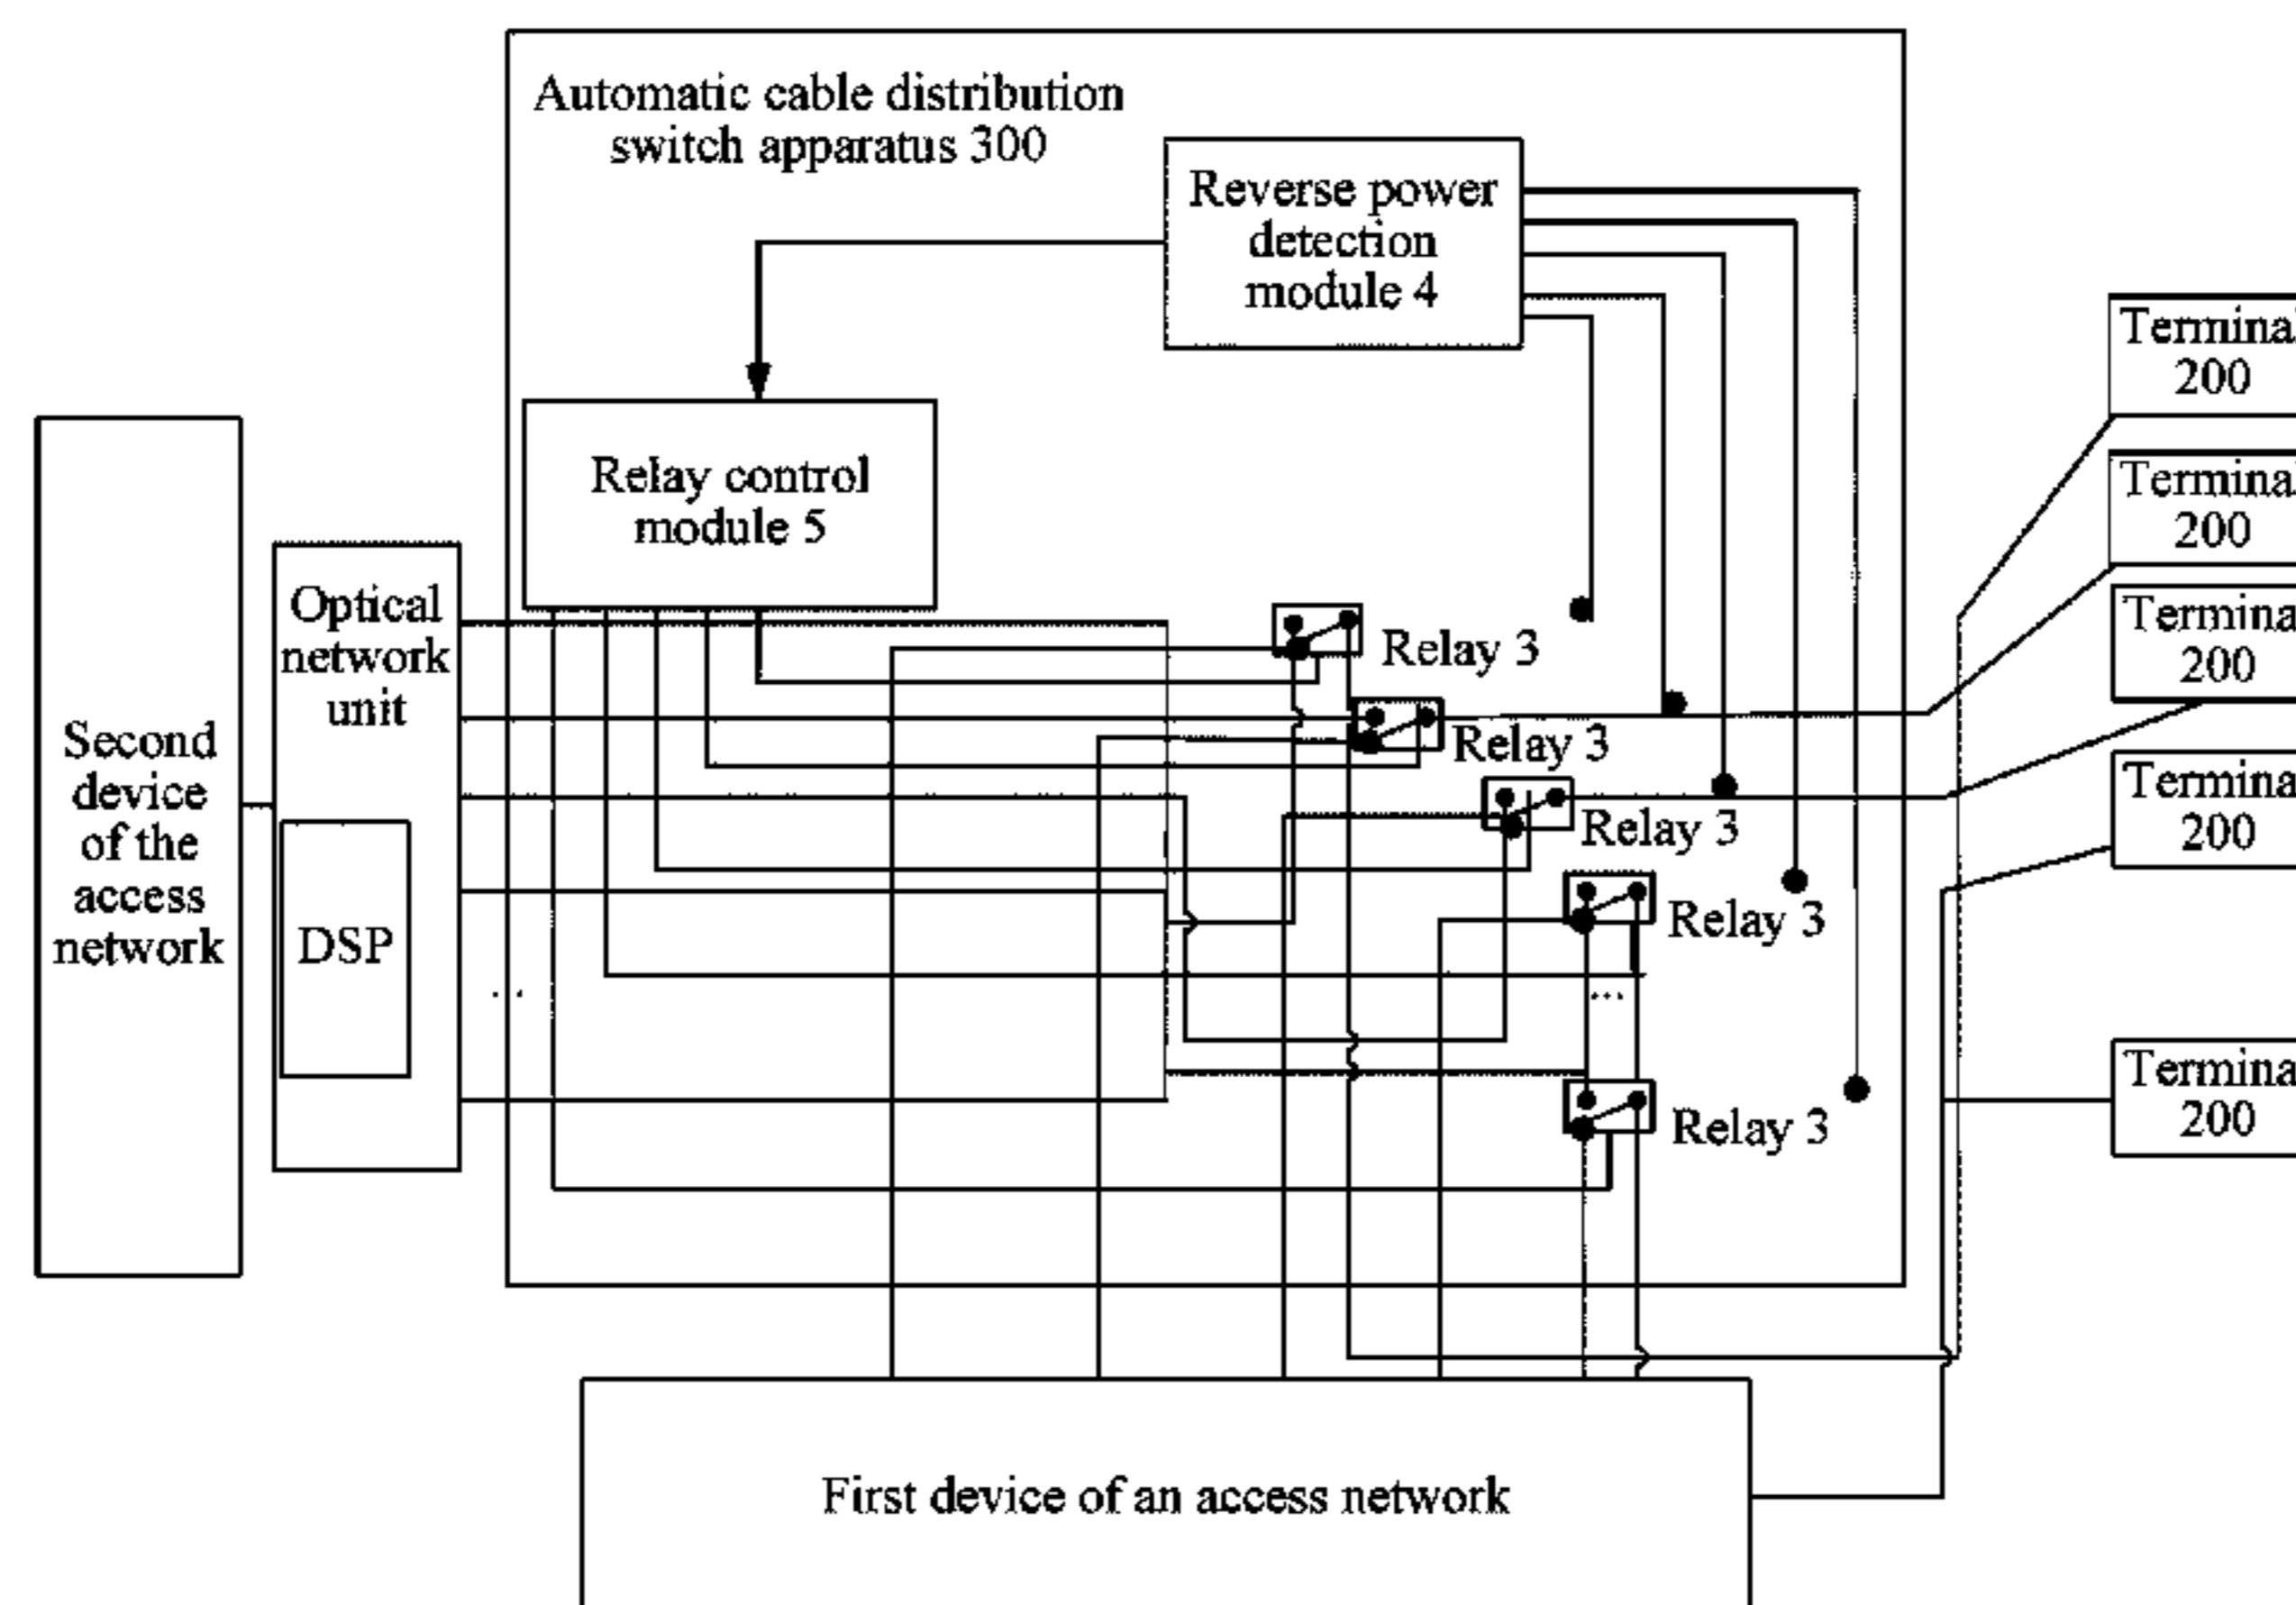 Automatic cable distribution
switch apparatus 300
Reverse power
detection
module 4
Relay control
module 5
Optical
network
unit
DSP
Second
device
of the
access
network
...
Relay 3
Relay 3
Relay 3
Relay 3
...
Relay 3
Terminal
200
Terminal
200
Termina
200
Termina
200
Termina
200
First device of an access network